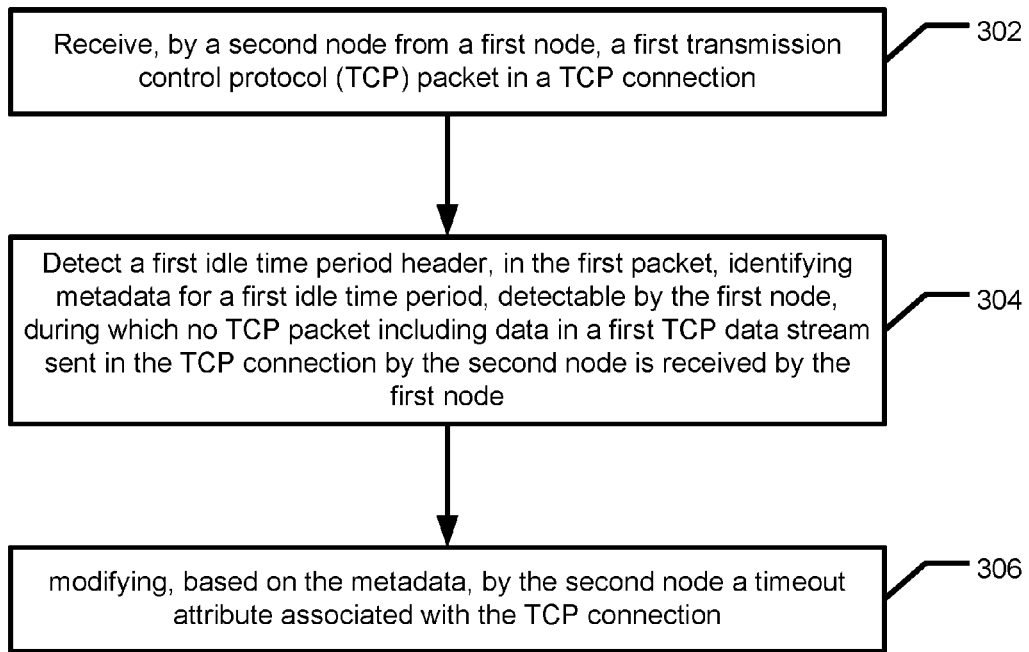 Receive, by a second node from a first node, a first transmission
control protocol (TCP) packet in a TCP connection
302
Detect a first idle time period header, in the first packet, identifying
metadata for a first idle time period, detectable by the first node,
during which no TCP packet including data in a first TCP data stream
sent in the TCP connection by the second node is received by the
first node
304
modifying, based on the metadata, by the second node a timeout
attribute associated with the TCP connection
306